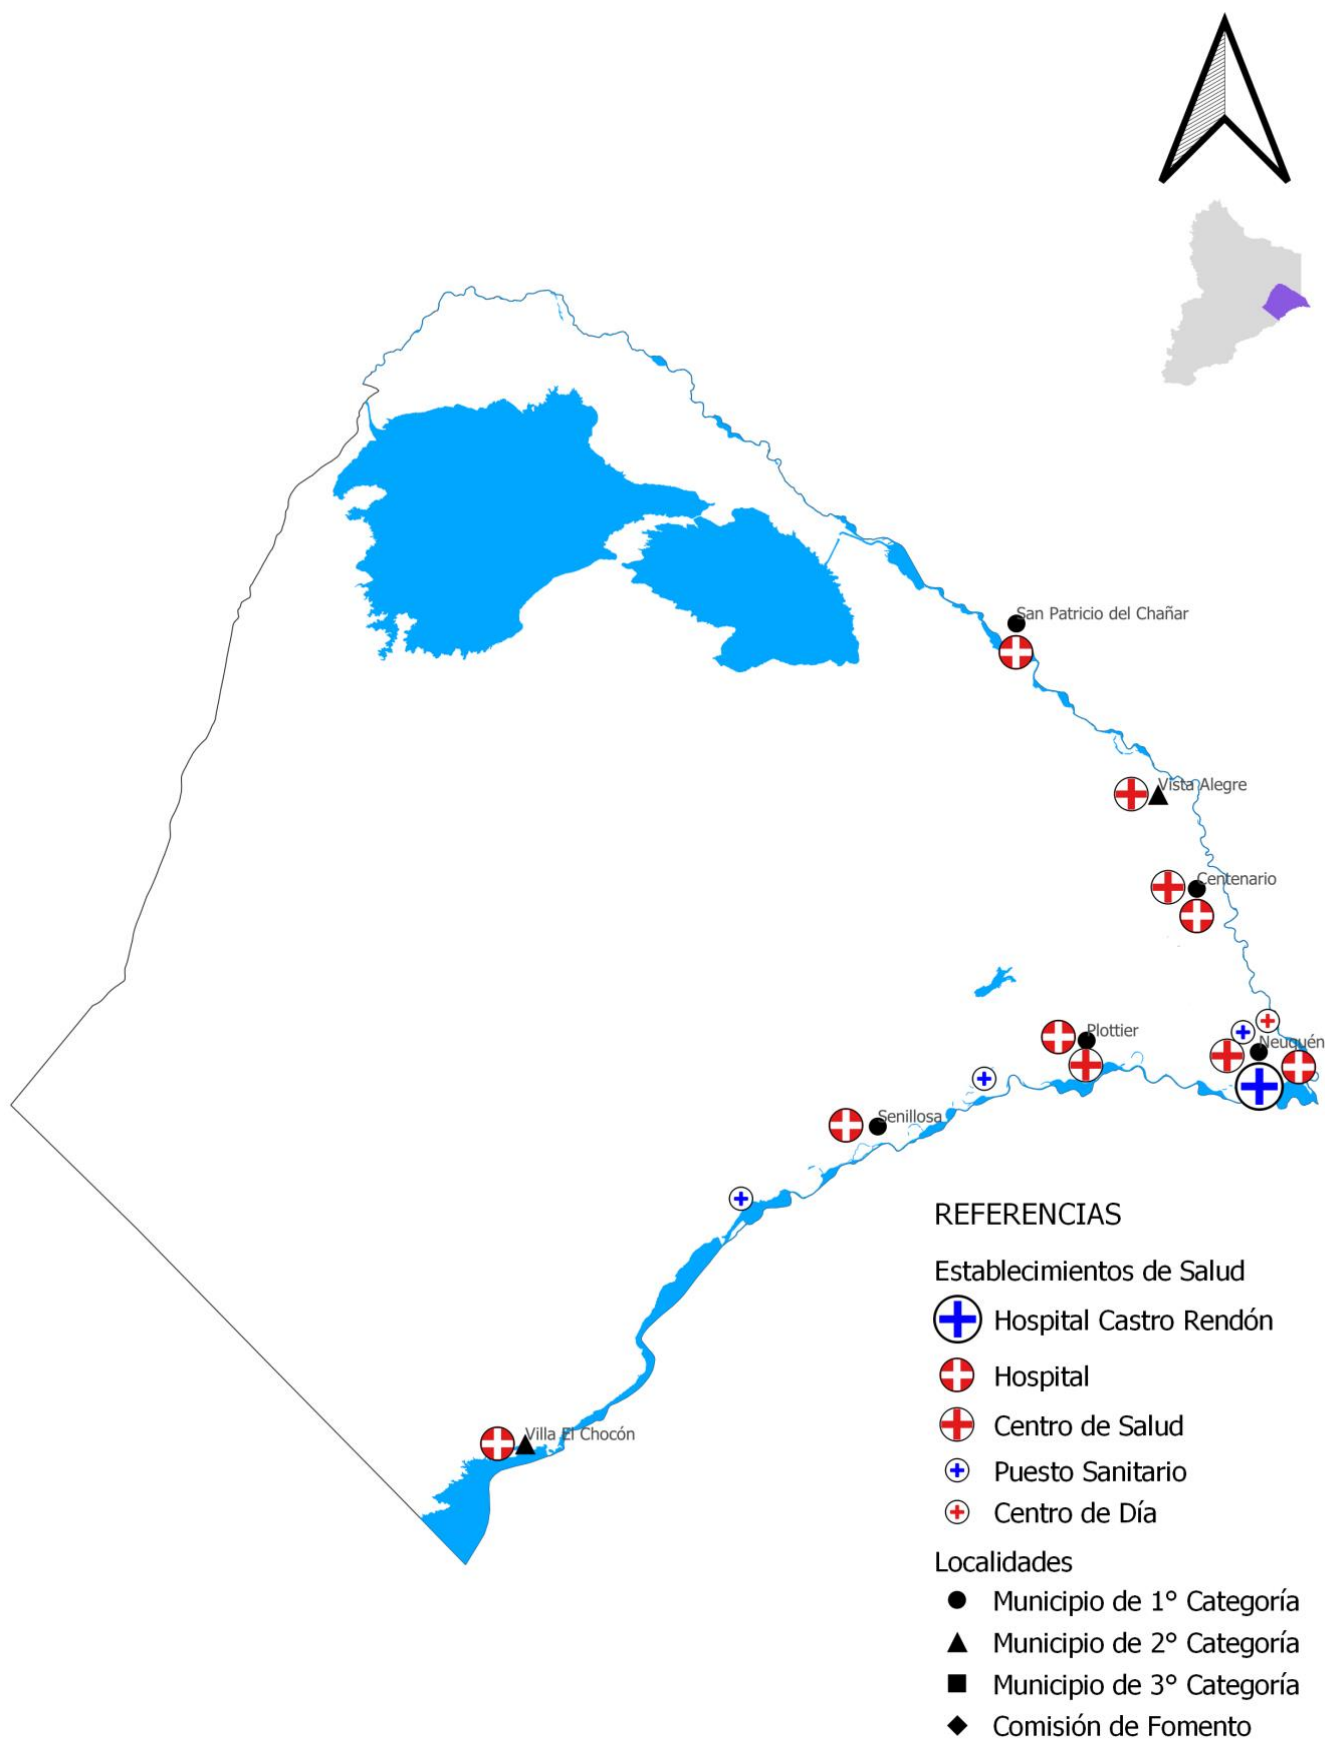 San Patricio del Chañar
Vista Alegre
Centenario
Plottier
Neuquén
Senillosa
Villa El Chocón
REFERENCIAS
Establecimientos de Salud
Hospital Castro Rendón
Hospital
Centro de Salud
Puesto Sanitario
Centro de Día
Localidades
Municipio de 1° Categoría
Municipio de 2° Categoría
Municipio de 3° Categoría
Comisión de Fomento